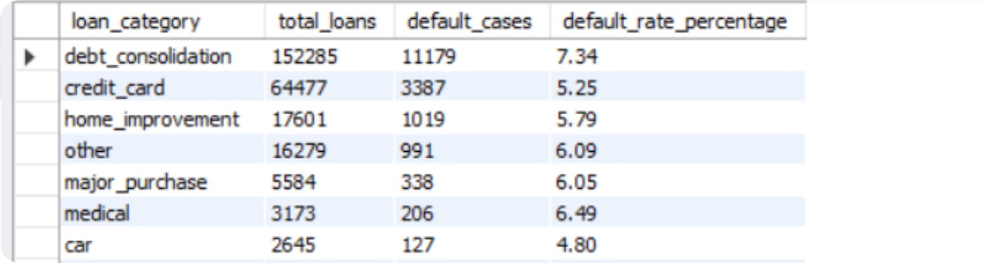 loan_category total_loans default_cases default_rate_percentage
debt_consolidation 152285 11179 7.34
credit_card 64477 3387 5.25
home_improvement 17601 1019 5.79
other 16279 991 6.09
major_purchase 5584 338 6.05
medical 3173 206 6.49
car 2645 127 4.80